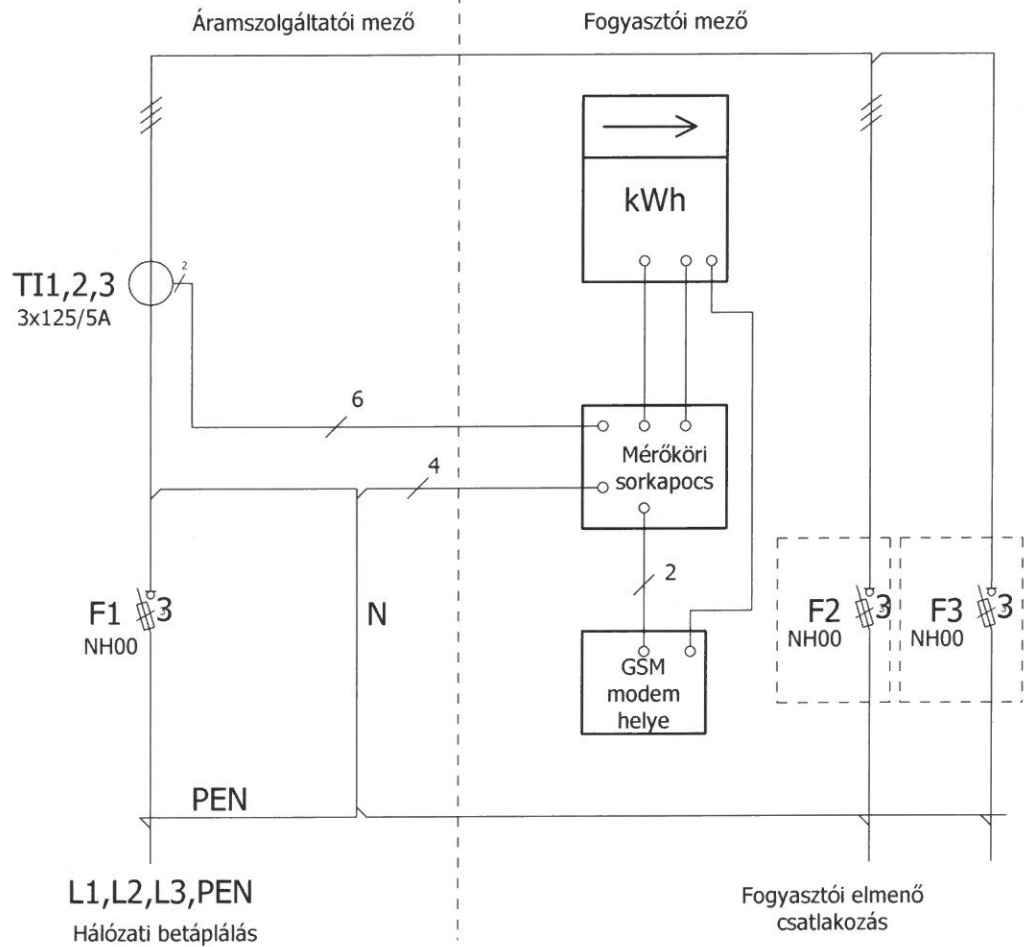 Áramszolgáltatói mező
Fogyasztói mező
kWh
2
TI1,2,3
3x125/5A
6
Mérőköri
sorkapocs
4
2
F1
3
NH00
N
F2
3
NH00
F3
3
NH00
GSM
modem
helye
PEN
L1,L2,L3,PEN
Hálózati betáplálás
Fogyasztói elmenő
csatlakozás